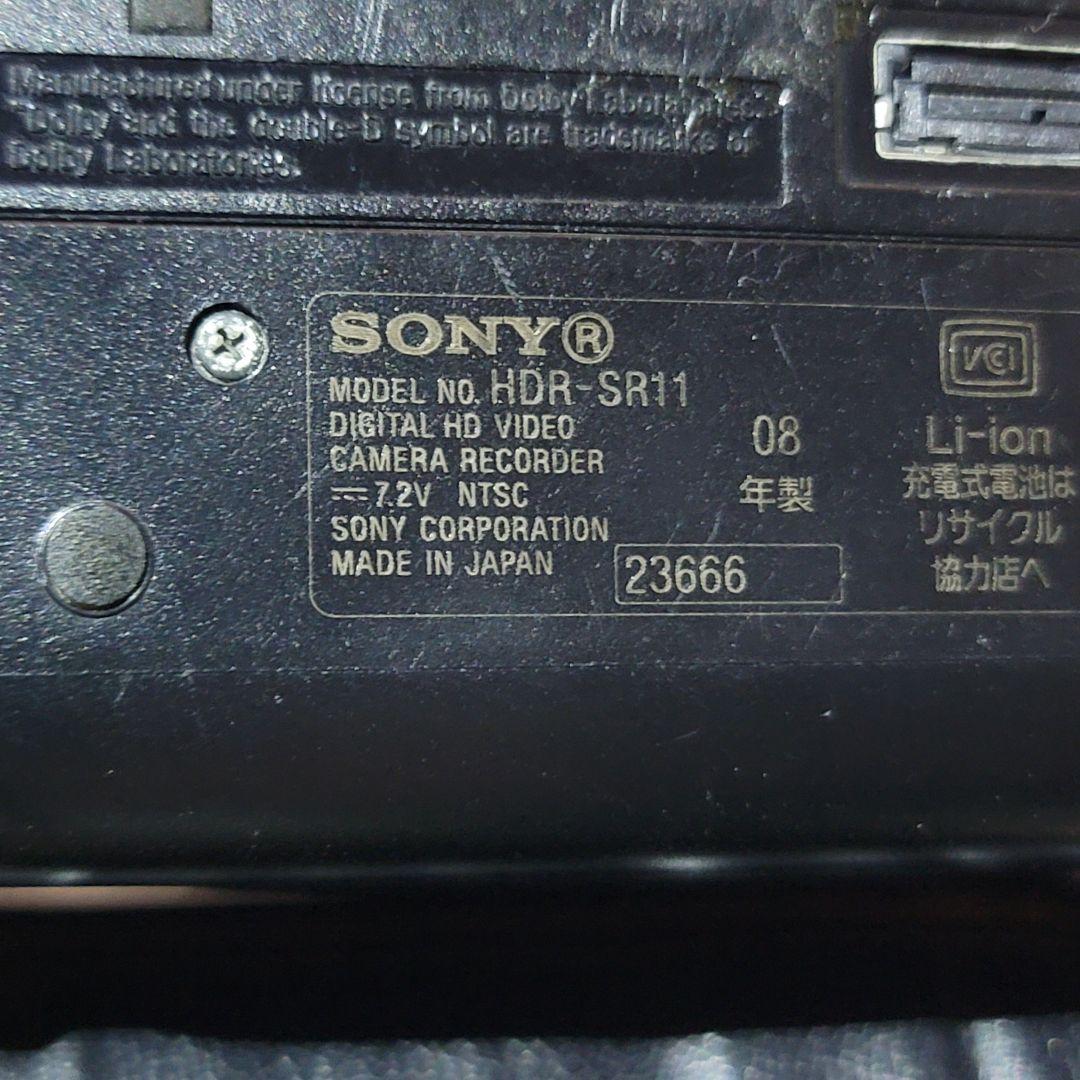 Manufactured under license from Dolby Laboratories.
"Dolby" and the double-D symbol are trademarks of
Dolby Laboratories.
SONY®
MODEL NO. HDR-SR11
DIGITAL HD VIDEO
CAMERA RECORDER
⎓7.2V NTSC
SONY CORPORATION
MADE IN JAPAN
23666
08
年製
VCI
Li-ion
充電式電池は
リサイクル
協力店へ